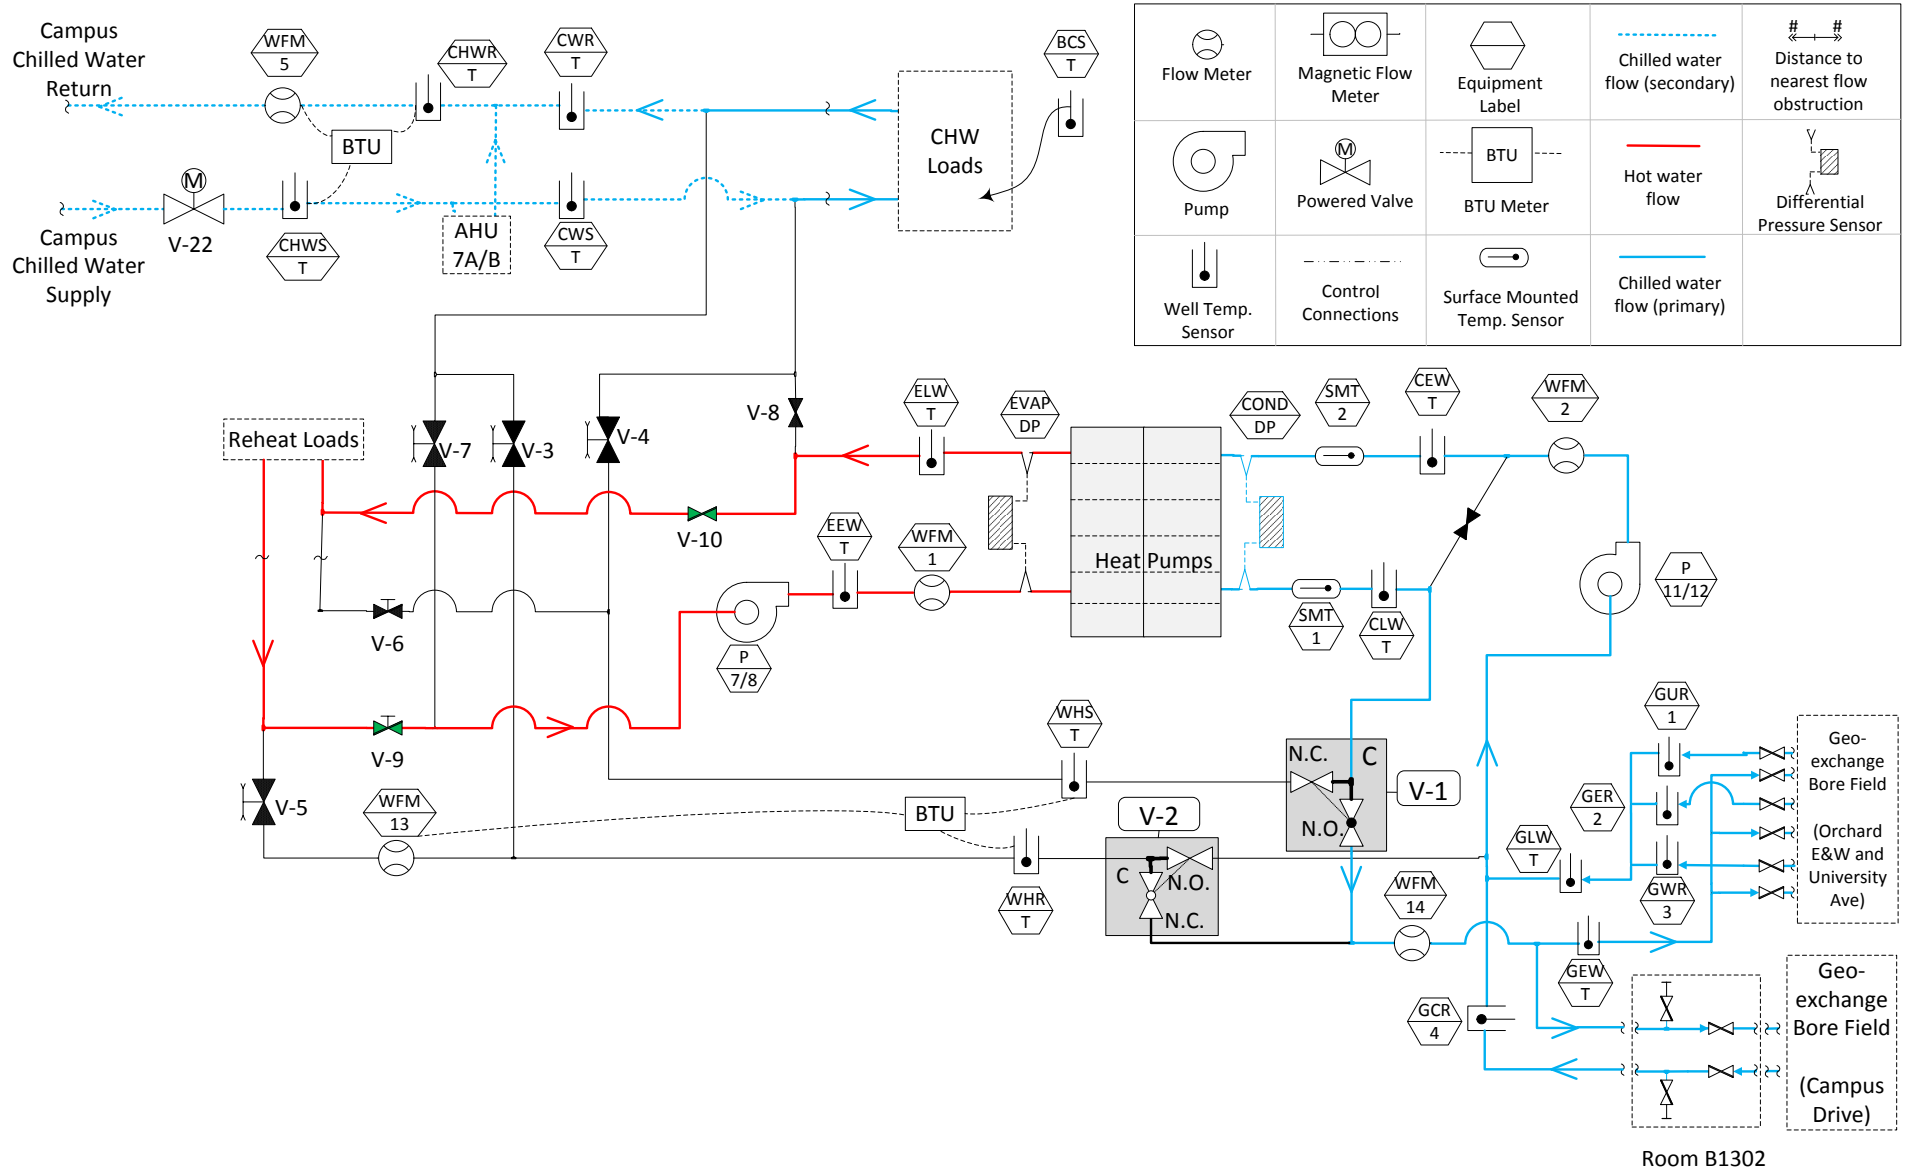 Campus
Chilled Water
Return
WFM
5
CHWR
T
CWR
T
BCS
T
BTU
CHW
Loads
M
V-22
Campus
Chilled Water
Supply
CHWS
T
AHU
7A/B
CWS
T
Flow Meter
Magnetic Flow
Meter
Equipment
Label
Chilled water
flow (secondary)
# #
Distance to
nearest flow
obstruction
Pump
M
Powered Valve
BTU
BTU Meter
Hot water
flow
Differential
Pressure Sensor
Well Temp.
Sensor
Control
Connections
Surface Mounted
Temp. Sensor
Chilled water
flow (primary)
Reheat Loads
V-7
V-3
V-4
V-8
ELW
T
EVAP
DP
COND
DP
SMT
2
CEW
T
WFM
2
V-10
EEW
T
WFM
1
Heat Pumps
SMT
1
CLW
T
P
11/12
V-6
P
7/8
V-9
V-5
WFM
13
BTU
WHS
T
WHR
T
V-2
C
N.O.
N.C.
N.C.
C
N.O.
V-1
WFM
14
GUR
1
GER
2
GLW
T
GWR
3
GEW
T
GCR
4
Geo-
exchange
Bore Field
(Orchard
E&W and
University
Ave)
Geo-
exchange
Bore Field
(Campus
Drive)
Room B1302